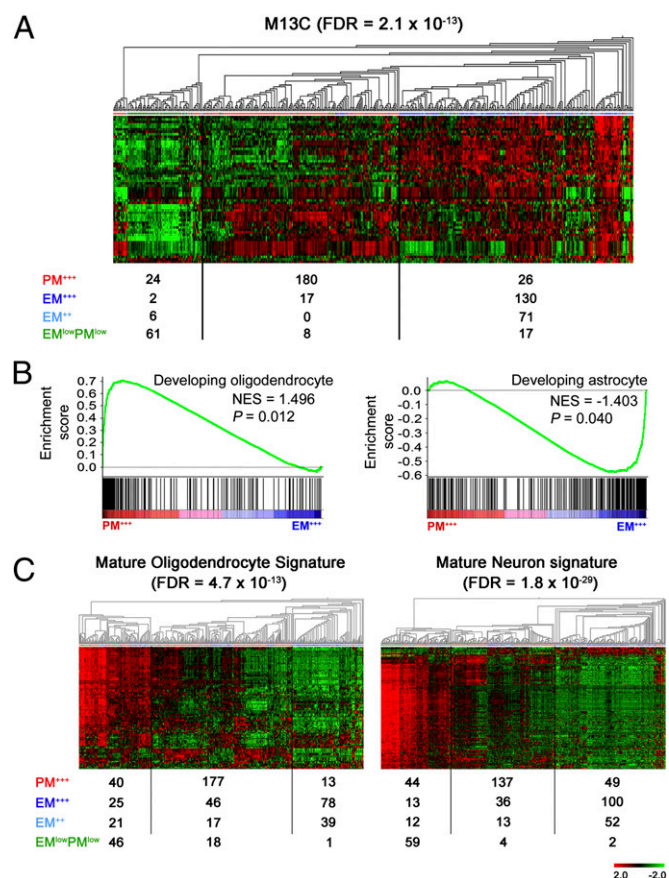 A
M13C (FDR = 2.1 x 10⁻¹³)
PM⁺⁺⁺ 24 180 26
EM⁺⁺⁺ 2 17 130
EM⁺⁺ 6 0 71
EMˡᵒʷPMˡᵒʷ 61 8 17
B
Developing oligodendrocyte
NES = 1.496
P = 0.012
Enrichment score
0.7
0.6
0.5
0.4
0.3
0.2
0.1
0.0
PM⁺⁺⁺ EM⁺⁺⁺
Developing astrocyte
NES = -1.403
P = 0.040
Enrichment score
0.0
-0.1
-0.2
-0.3
-0.4
-0.5
-0.6
PM⁺⁺⁺ EM⁺⁺⁺
C
Mature Oligodendrocyte Signature
(FDR = 4.7 x 10⁻¹³)
Mature Neuron signature
(FDR = 1.8 x 10⁻²⁹)
PM⁺⁺⁺ 40 177 13 44 137 49
EM⁺⁺⁺ 25 46 78 13 36 100
EM⁺⁺ 21 17 39 12 13 52
EMˡᵒʷPMˡᵒʷ 46 18 1 59 4 2
2.0 -2.0